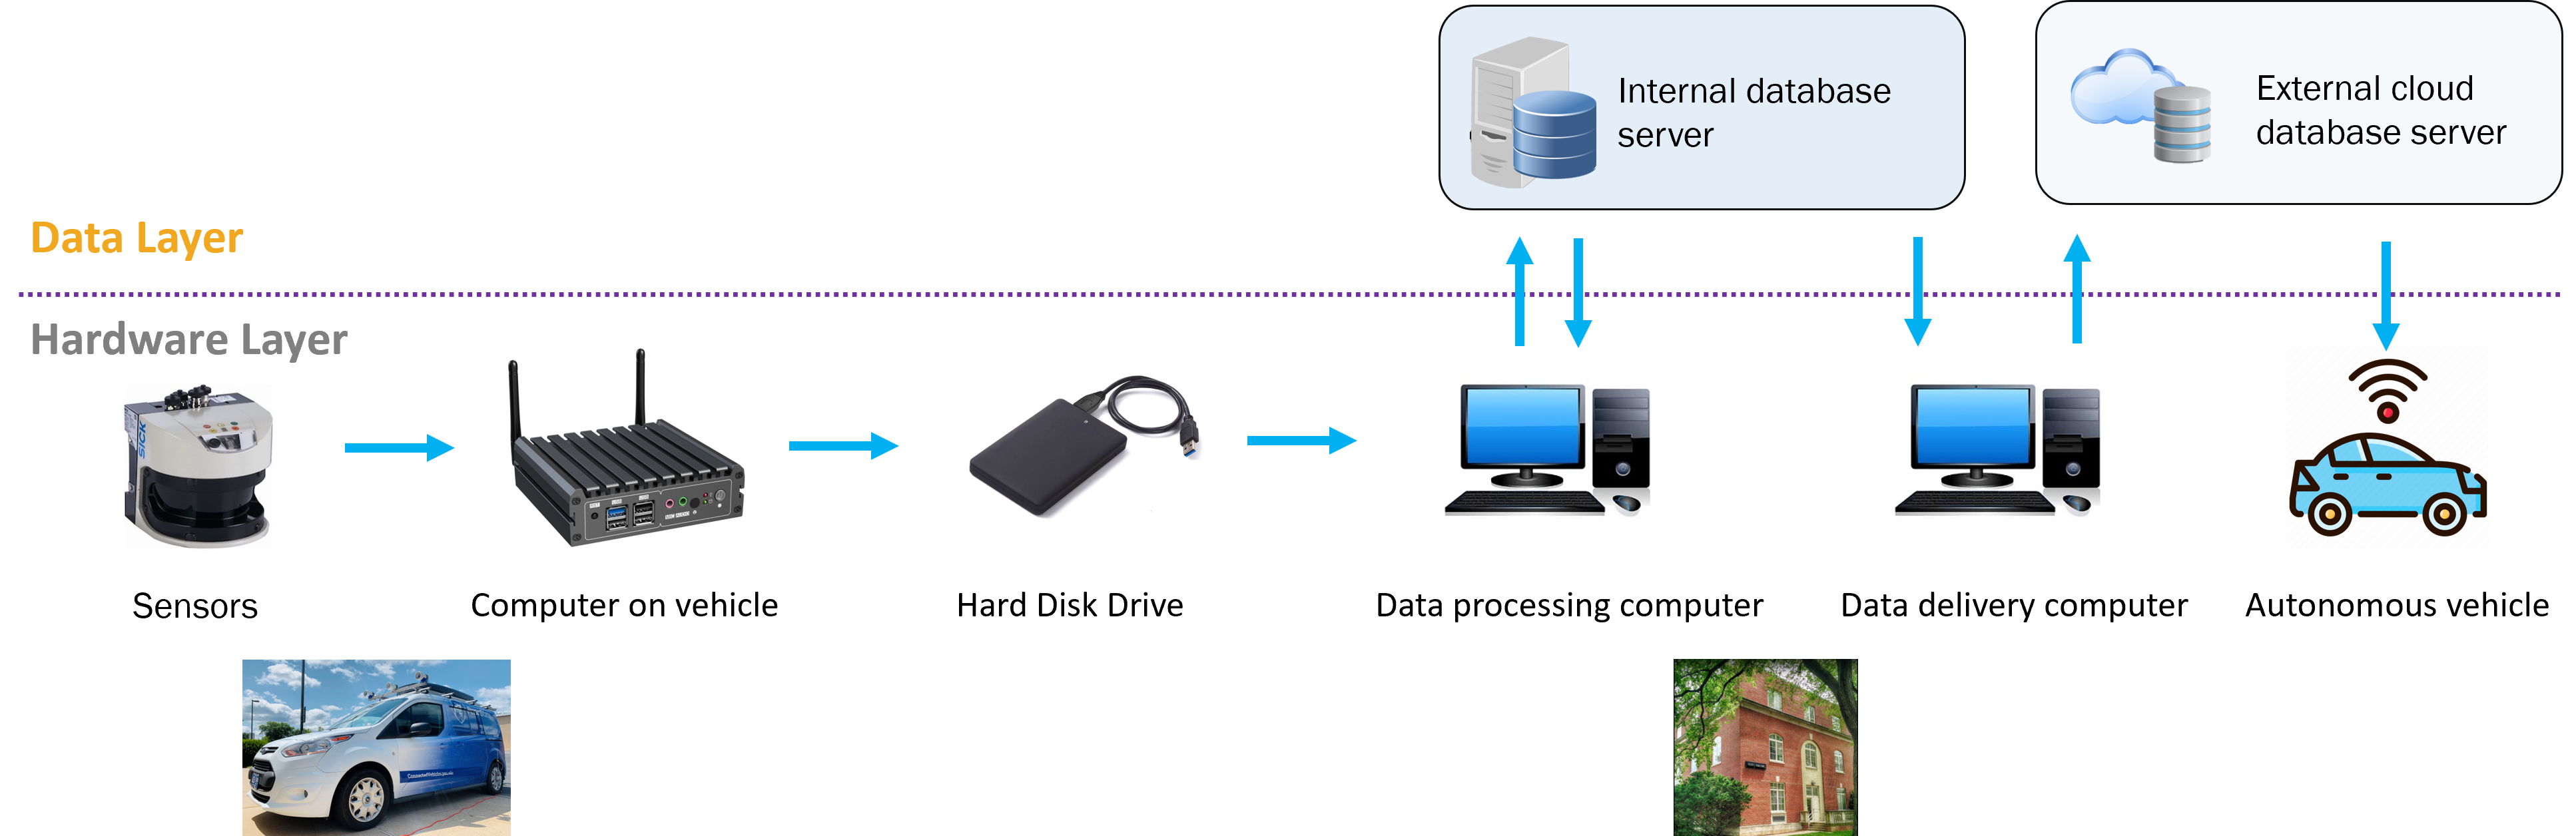 Internal database
server
External cloud
database server
Data Layer
Hardware Layer
SICK
Sensors
Computer on vehicle
Hard Disk Drive
Data processing computer
Data delivery computer
Autonomous vehicle